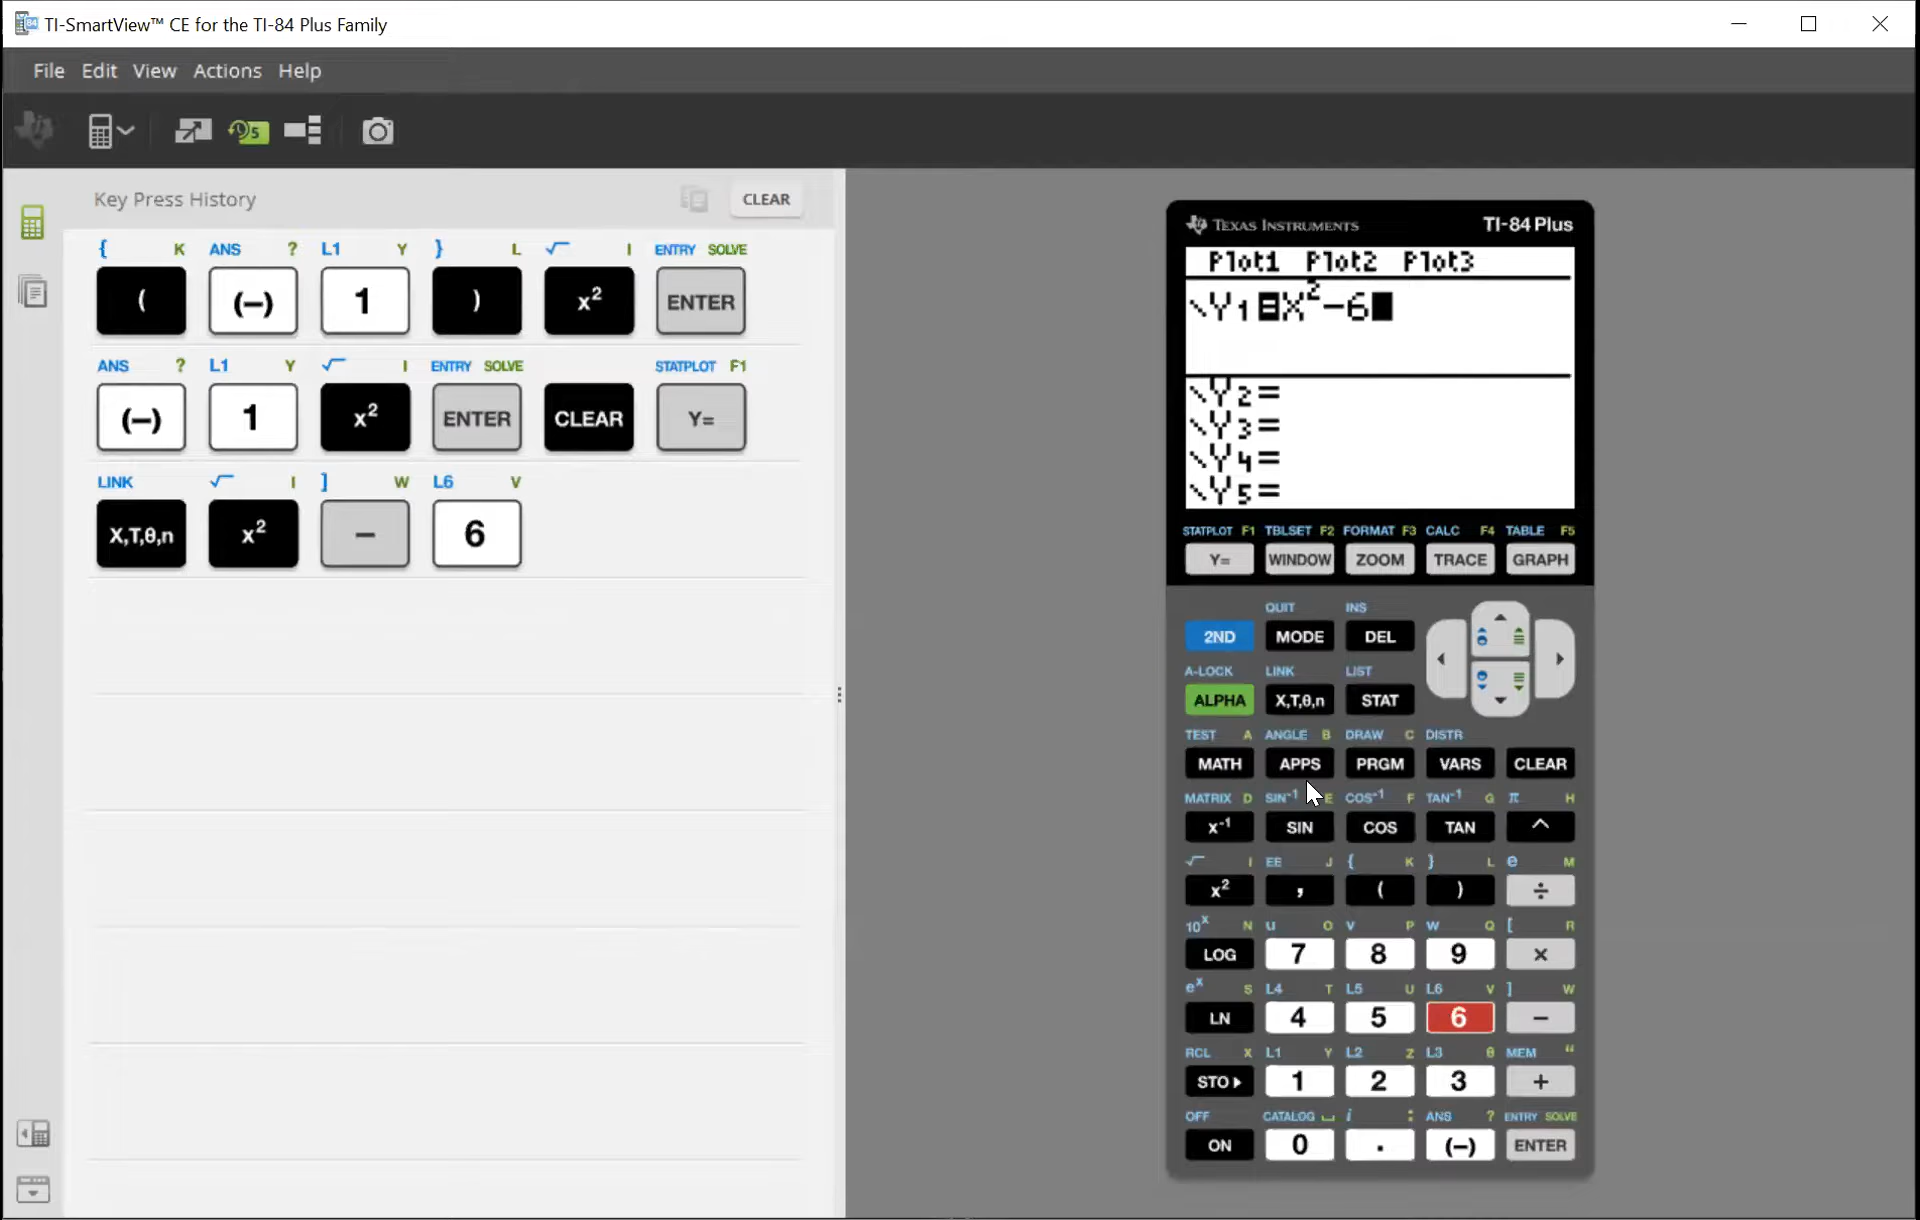 TI-SmartView™ CE for the TI-84 Plus Family
File Edit View Actions Help
5
Key Press History CLEAR
{ K ANS ? L1 Y } L √ I ENTRY SOLVE
( (–) 1 ) x² ENTER
ANS ? L1 Y √ I ENTRY SOLVE STATPLOT F1
(–) 1 x² ENTER CLEAR Y=
LINK √ I ] W L6 V
X,T,θ,n x² – 6
TEXAS INSTRUMENTS TI-84 Plus
Plot1 Plot2 Plot3
\Y1=X²-6
\Y2=
\Y3=
\Y4=
\Y5=
STATPLOT F1 TBLSET F2 FORMAT F3 CALC F4 TABLE F5
Y= WINDOW ZOOM TRACE GRAPH
QUIT INS
2ND MODE DEL
A-LOCK LINK LIST
ALPHA X,T,θ,n STAT
TEST A ANGLE B DRAW C DISTR
MATH APPS PRGM VARS CLEAR
MATRIX D SIN⁻¹ E COS⁻¹ F TAN⁻¹ G π H
x⁻¹ SIN COS TAN ^
√ I EE J { K } L e M
x² , ( ) ÷
10ˣ N u O v P w Q [ R
LOG 7 8 9 ×
eˣ S L4 T L5 U L6 V ] W
LN 4 5 6 –
RCL X L1 Y L2 Z L3 θ MEM "
STO▸ 1 2 3 +
OFF CATALOG ⎵ i : ANS ? ENTRY SOLVE
ON 0 . (–) ENTER